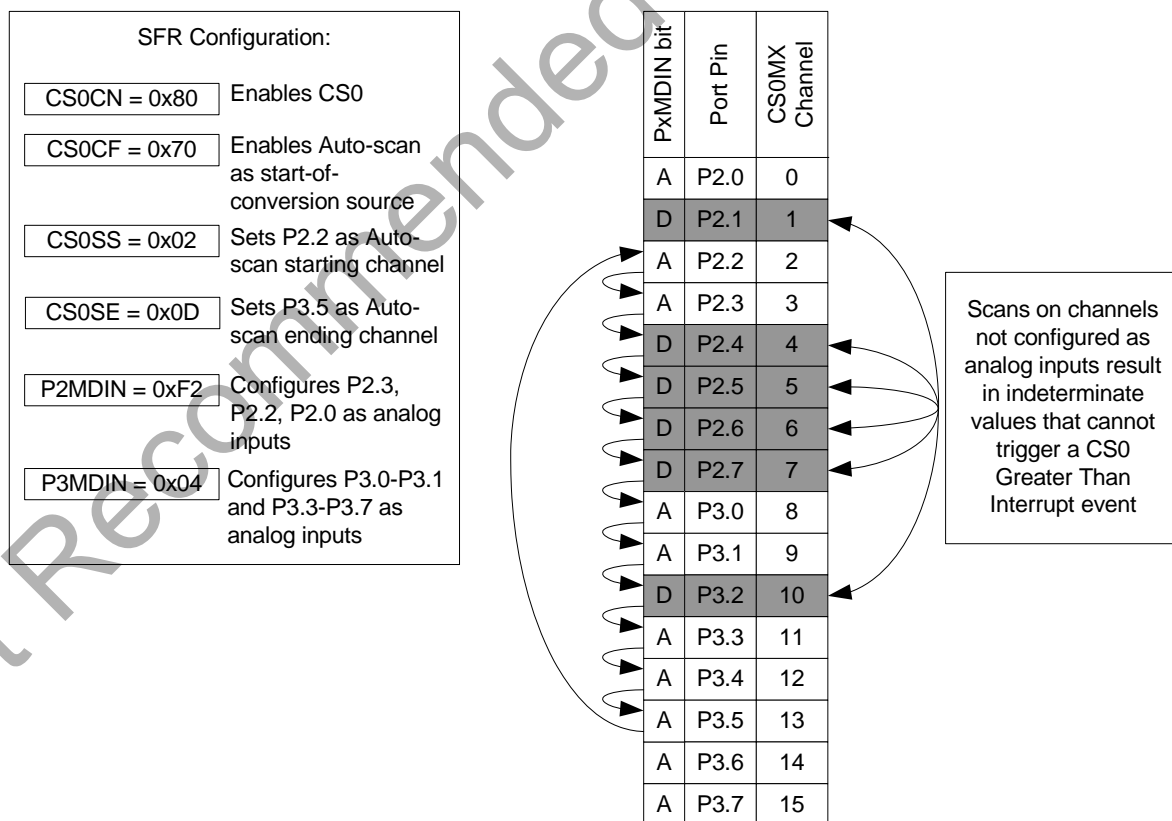 SFR Configuration:
CS0CN = 0x80
Enables CS0
CS0CF = 0x70
Enables Auto-scan
as start-of-
conversion source
CS0SS = 0x02
Sets P2.2 as Auto-
scan starting channel
CS0SE = 0x0D
Sets P3.5 as Auto-
scan ending channel
P2MDIN = 0xF2
Configures P2.3,
P2.2, P2.0 as analog
inputs
P3MDIN = 0x04
Configures P3.0-P3.1
and P3.3-P3.7 as
analog inputs
PxMDIN bit Port Pin CS0MX Channel
A P2.0 0
D P2.1 1
A P2.2 2
A P2.3 3
D P2.4 4
D P2.5 5
D P2.6 6
D P2.7 7
A P3.0 8
A P3.1 9
D P3.2 10
A P3.3 11
A P3.4 12
A P3.5 13
A P3.6 14
A P3.7 15
Scans on channels
not configured as
analog inputs result
in indeterminate
values that cannot
trigger a CS0
Greater Than
Interrupt event
t Recommended